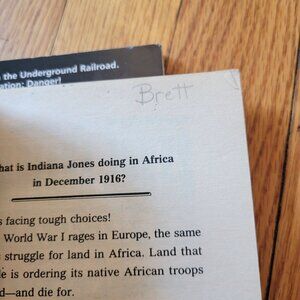 the Underground Railroad.
ation: Danger!
Brett
hat is Indiana Jones doing in Africa
in December 1916?
s facing tough choices!
World War I rages in Europe, the same
struggle for land in Africa. Land that
e is ordering its native African troops
d—and die for.